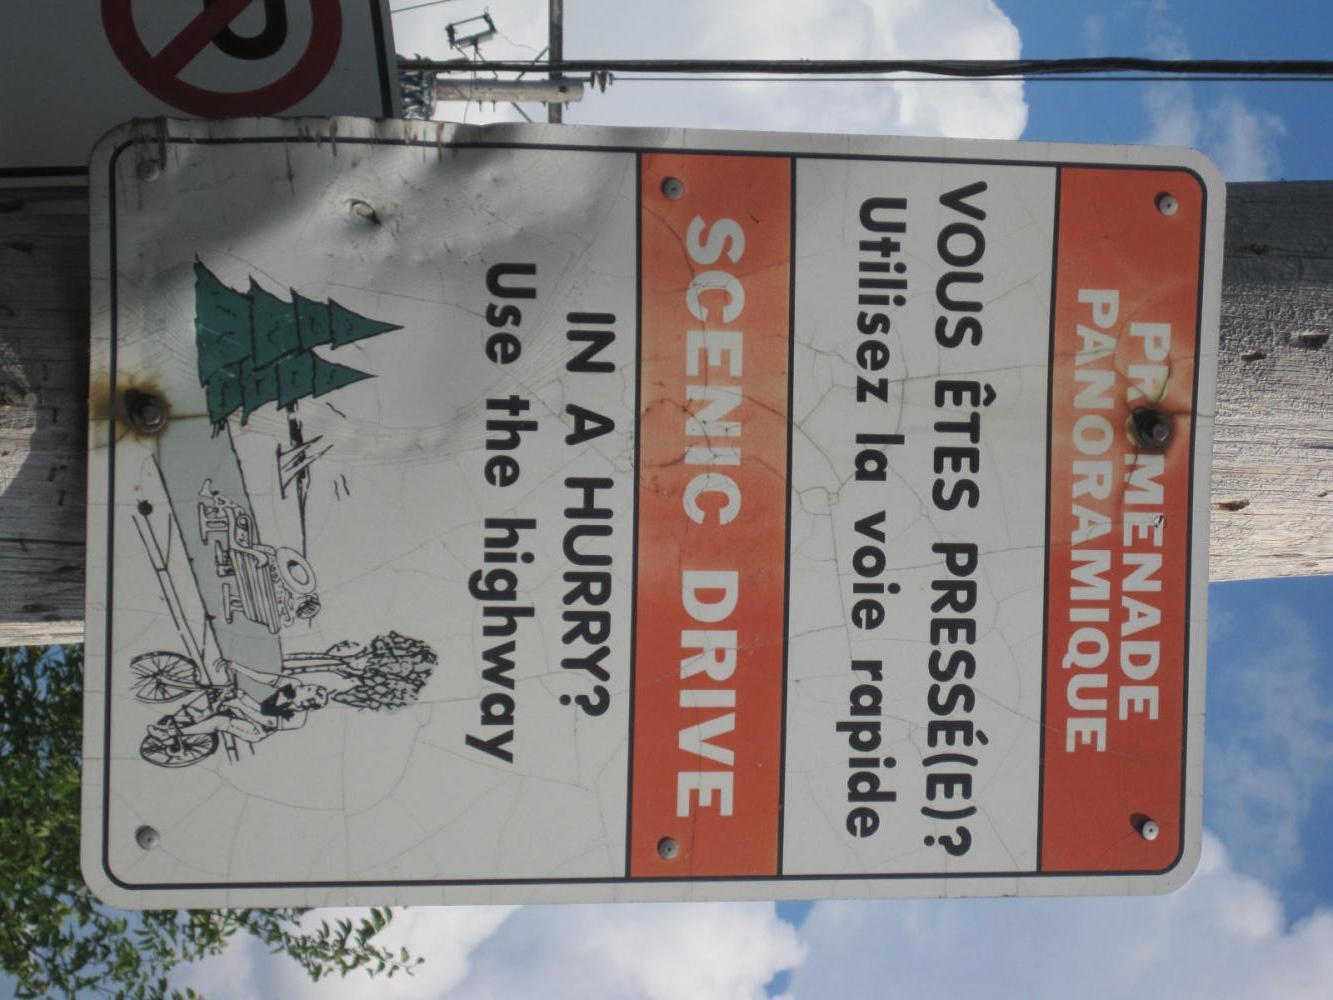 PROMENADE
PANORAMIQUE
VOUS ÊTES PRESSÉ(E)?
Utilisez la voie rapide
SCENIC DRIVE
IN A HURRY?
Use the highway